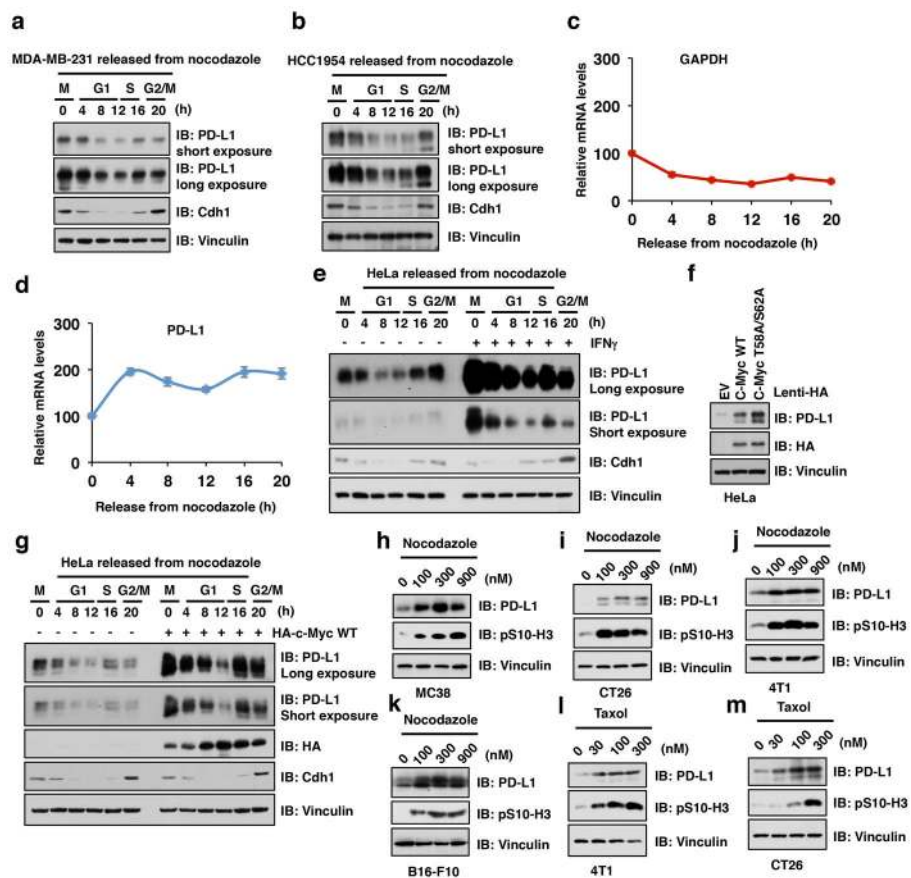 a
MDA-MB-231 released from nocodazole
M G1 S G2/M
0 4 8 12 16 20 (h)
IB: PD-L1
short exposure
IB: PD-L1
long exposure
IB: Cdh1
IB: Vinculin
b
HCC1954 released from nocodazole
M G1 S G2/M
0 4 8 12 16 20 (h)
IB: PD-L1
short exposure
IB: PD-L1
long exposure
IB: Cdh1
IB: Vinculin
c
GAPDH
Relative mRNA levels
300
200
100
0
0 4 8 12 16 20
Release from nocodazole (h)
d
PD-L1
Relative mRNA levels
300
200
100
0
0 4 8 12 16 20
Release from nocodazole (h)
e
HeLa released from nocodazole
M G1 S G2/M M G1 S G2/M
0 4 8 12 16 20 0 4 8 12 16 20 (h)
- - - - - - + + + + + + IFNγ
IB: PD-L1
Long exposure
IB: PD-L1
Short exposure
IB: Cdh1
IB: Vinculin
f
EV
C-Myc WT
C-Myc T58A/S62A
Lenti-HA
IB: PD-L1
IB: HA
IB: Vinculin
HeLa
g
HeLa released from nocodazole
M G1 S G2/M M G1 S G2/M
0 4 8 12 16 20 0 4 8 12 16 20 (h)
- - - - - - + + + + + + HA-c-Myc WT
IB: PD-L1
Long exposure
IB: PD-L1
Short exposure
IB: HA
IB: Cdh1
IB: Vinculin
h
Nocodazole
0 100 300 900 (nM)
IB: PD-L1
IB: pS10-H3
IB: Vinculin
MC38
i
Nocodazole
0 100 300 900 (nM)
IB: PD-L1
IB: pS10-H3
IB: Vinculin
CT26
j
Nocodazole
0 100 300 900 (nM)
IB: PD-L1
IB: pS10-H3
IB: Vinculin
4T1
k
Nocodazole
0 100 300 900 (nM)
IB: PD-L1
IB: pS10-H3
IB: Vinculin
B16-F10
l
Taxol
0 30 100 300 (nM)
IB: PD-L1
IB: pS10-H3
IB: Vinculin
4T1
m
Taxol
0 30 100 300 (nM)
IB: PD-L1
IB: pS10-H3
IB: Vinculin
CT26